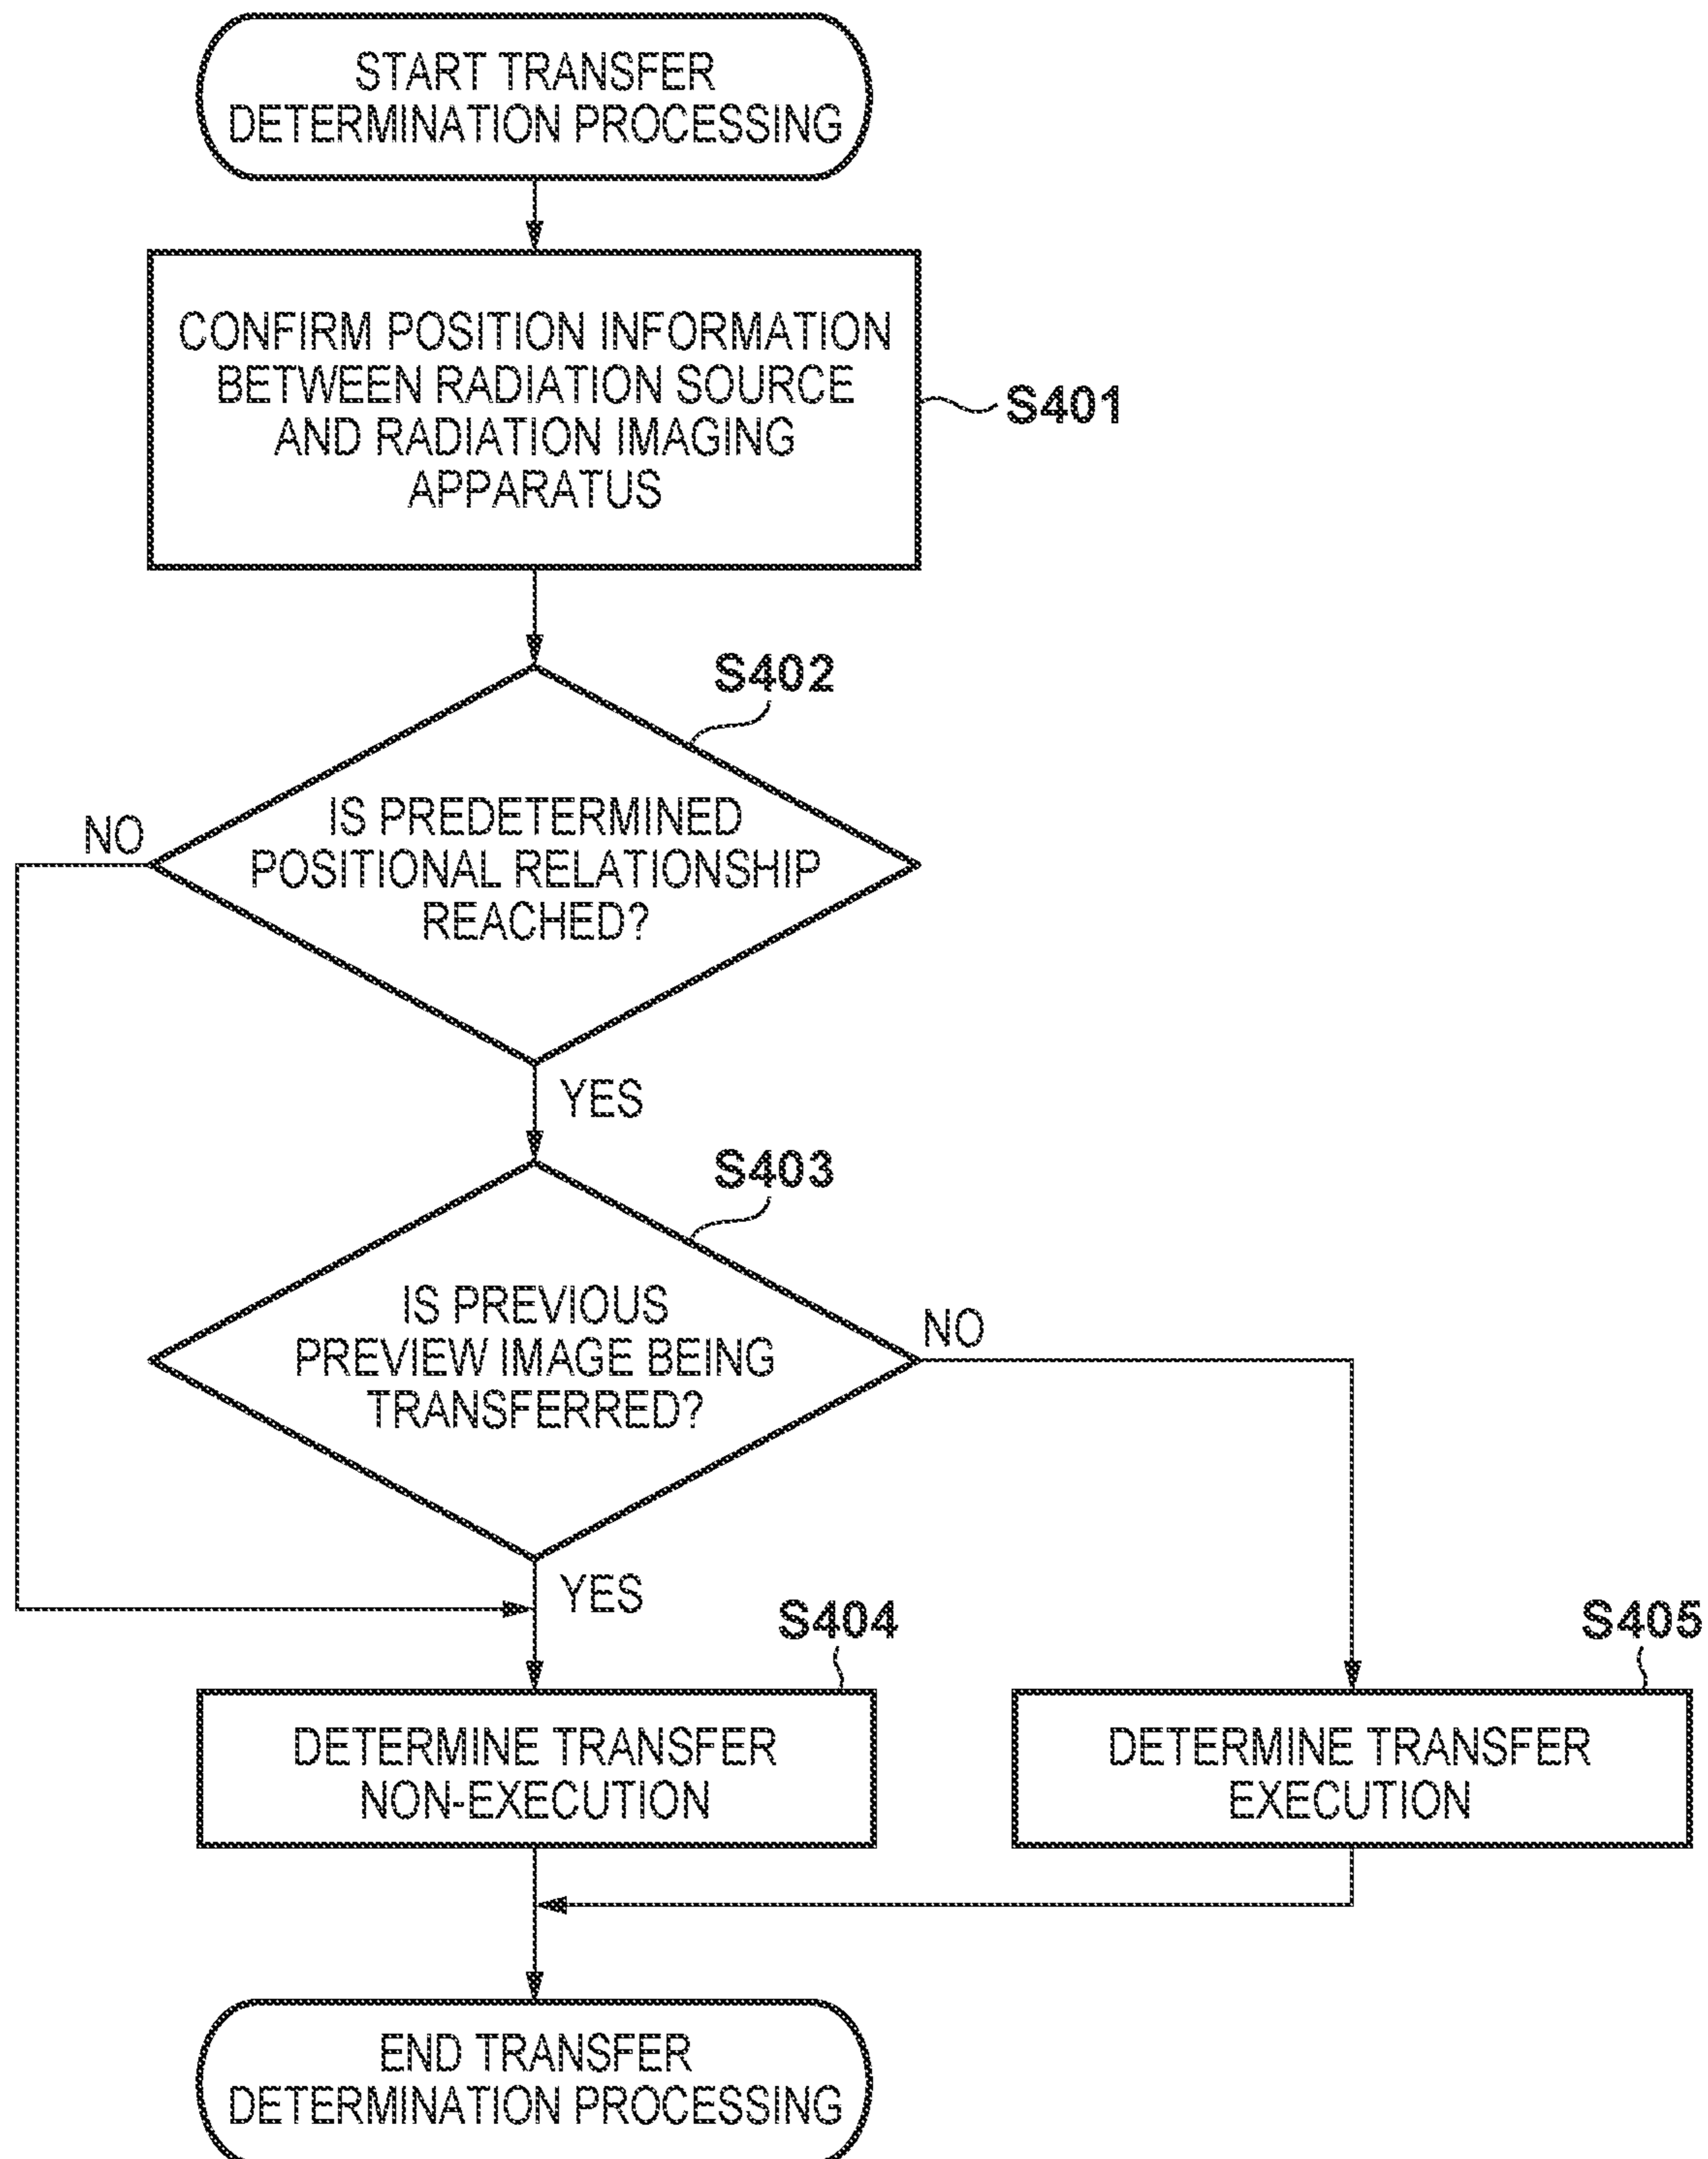 START TRANSFER
DETERMINATION PROCESSING
CONFIRM POSITION INFORMATION
BETWEEN RADIATION SOURCE
AND RADIATION IMAGING
APPARATUS
S401
S402
NO
IS PREDETERMINED
POSITIONAL RELATIONSHIP
REACHED?
YES
S403
IS PREVIOUS
PREVIEW IMAGE BEING
TRANSFERRED?
NO
YES
S404
S405
DETERMINE TRANSFER
NON-EXECUTION
DETERMINE TRANSFER
EXECUTION
END TRANSFER
DETERMINATION PROCESSING